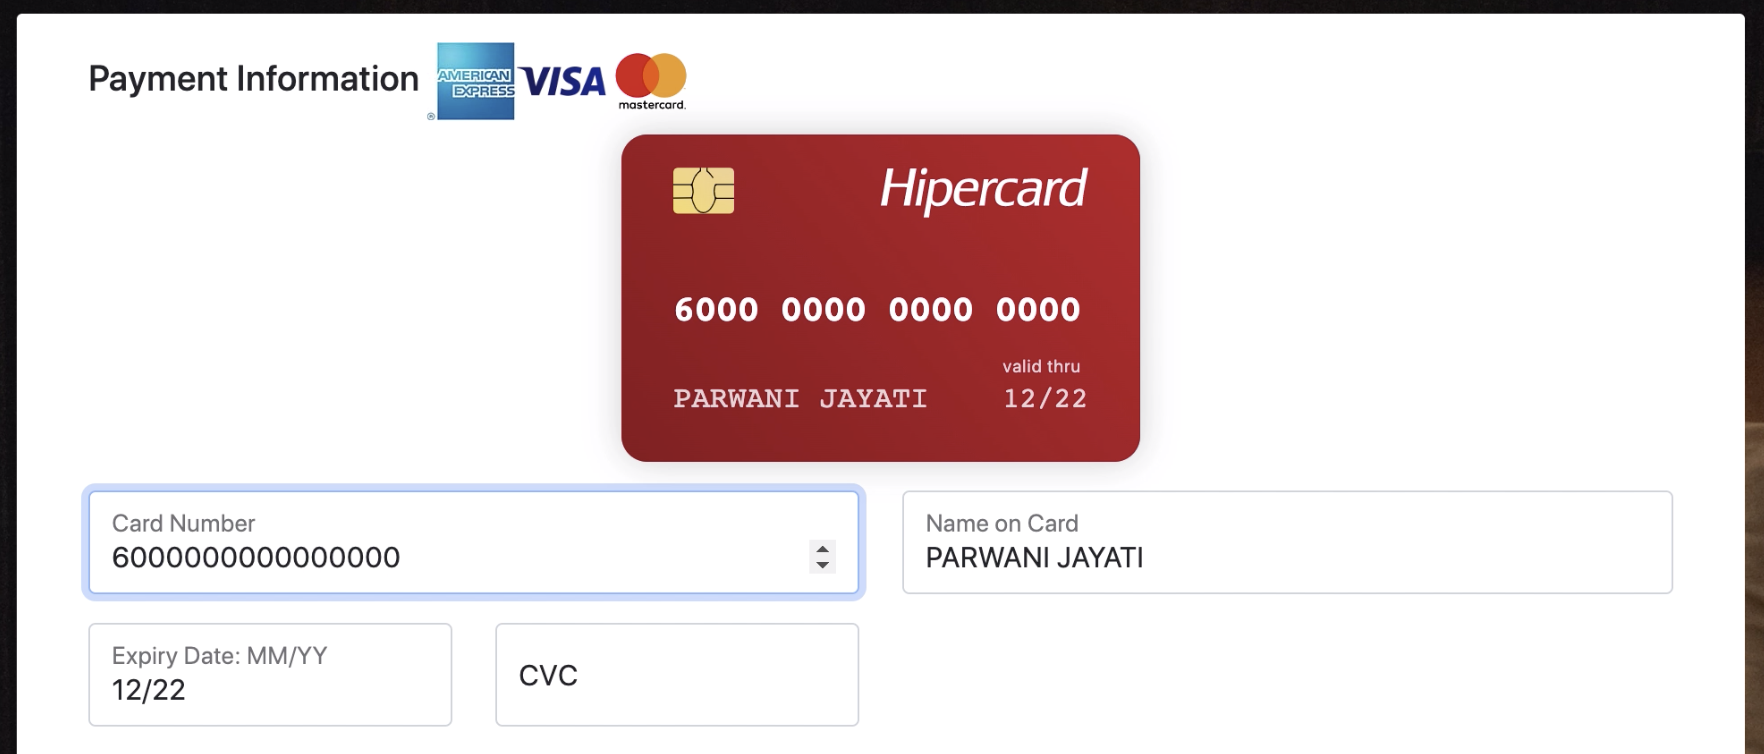 Payment Information
AMERICAN
EXPRESS
®
VISA
mastercard.
Hipercard
6000 0000 0000 0000
valid thru
PARWANI JAYATI 12/22
Card Number
6000000000000000
Name on Card
PARWANI JAYATI
Expiry Date: MM/YY
12/22
CVC